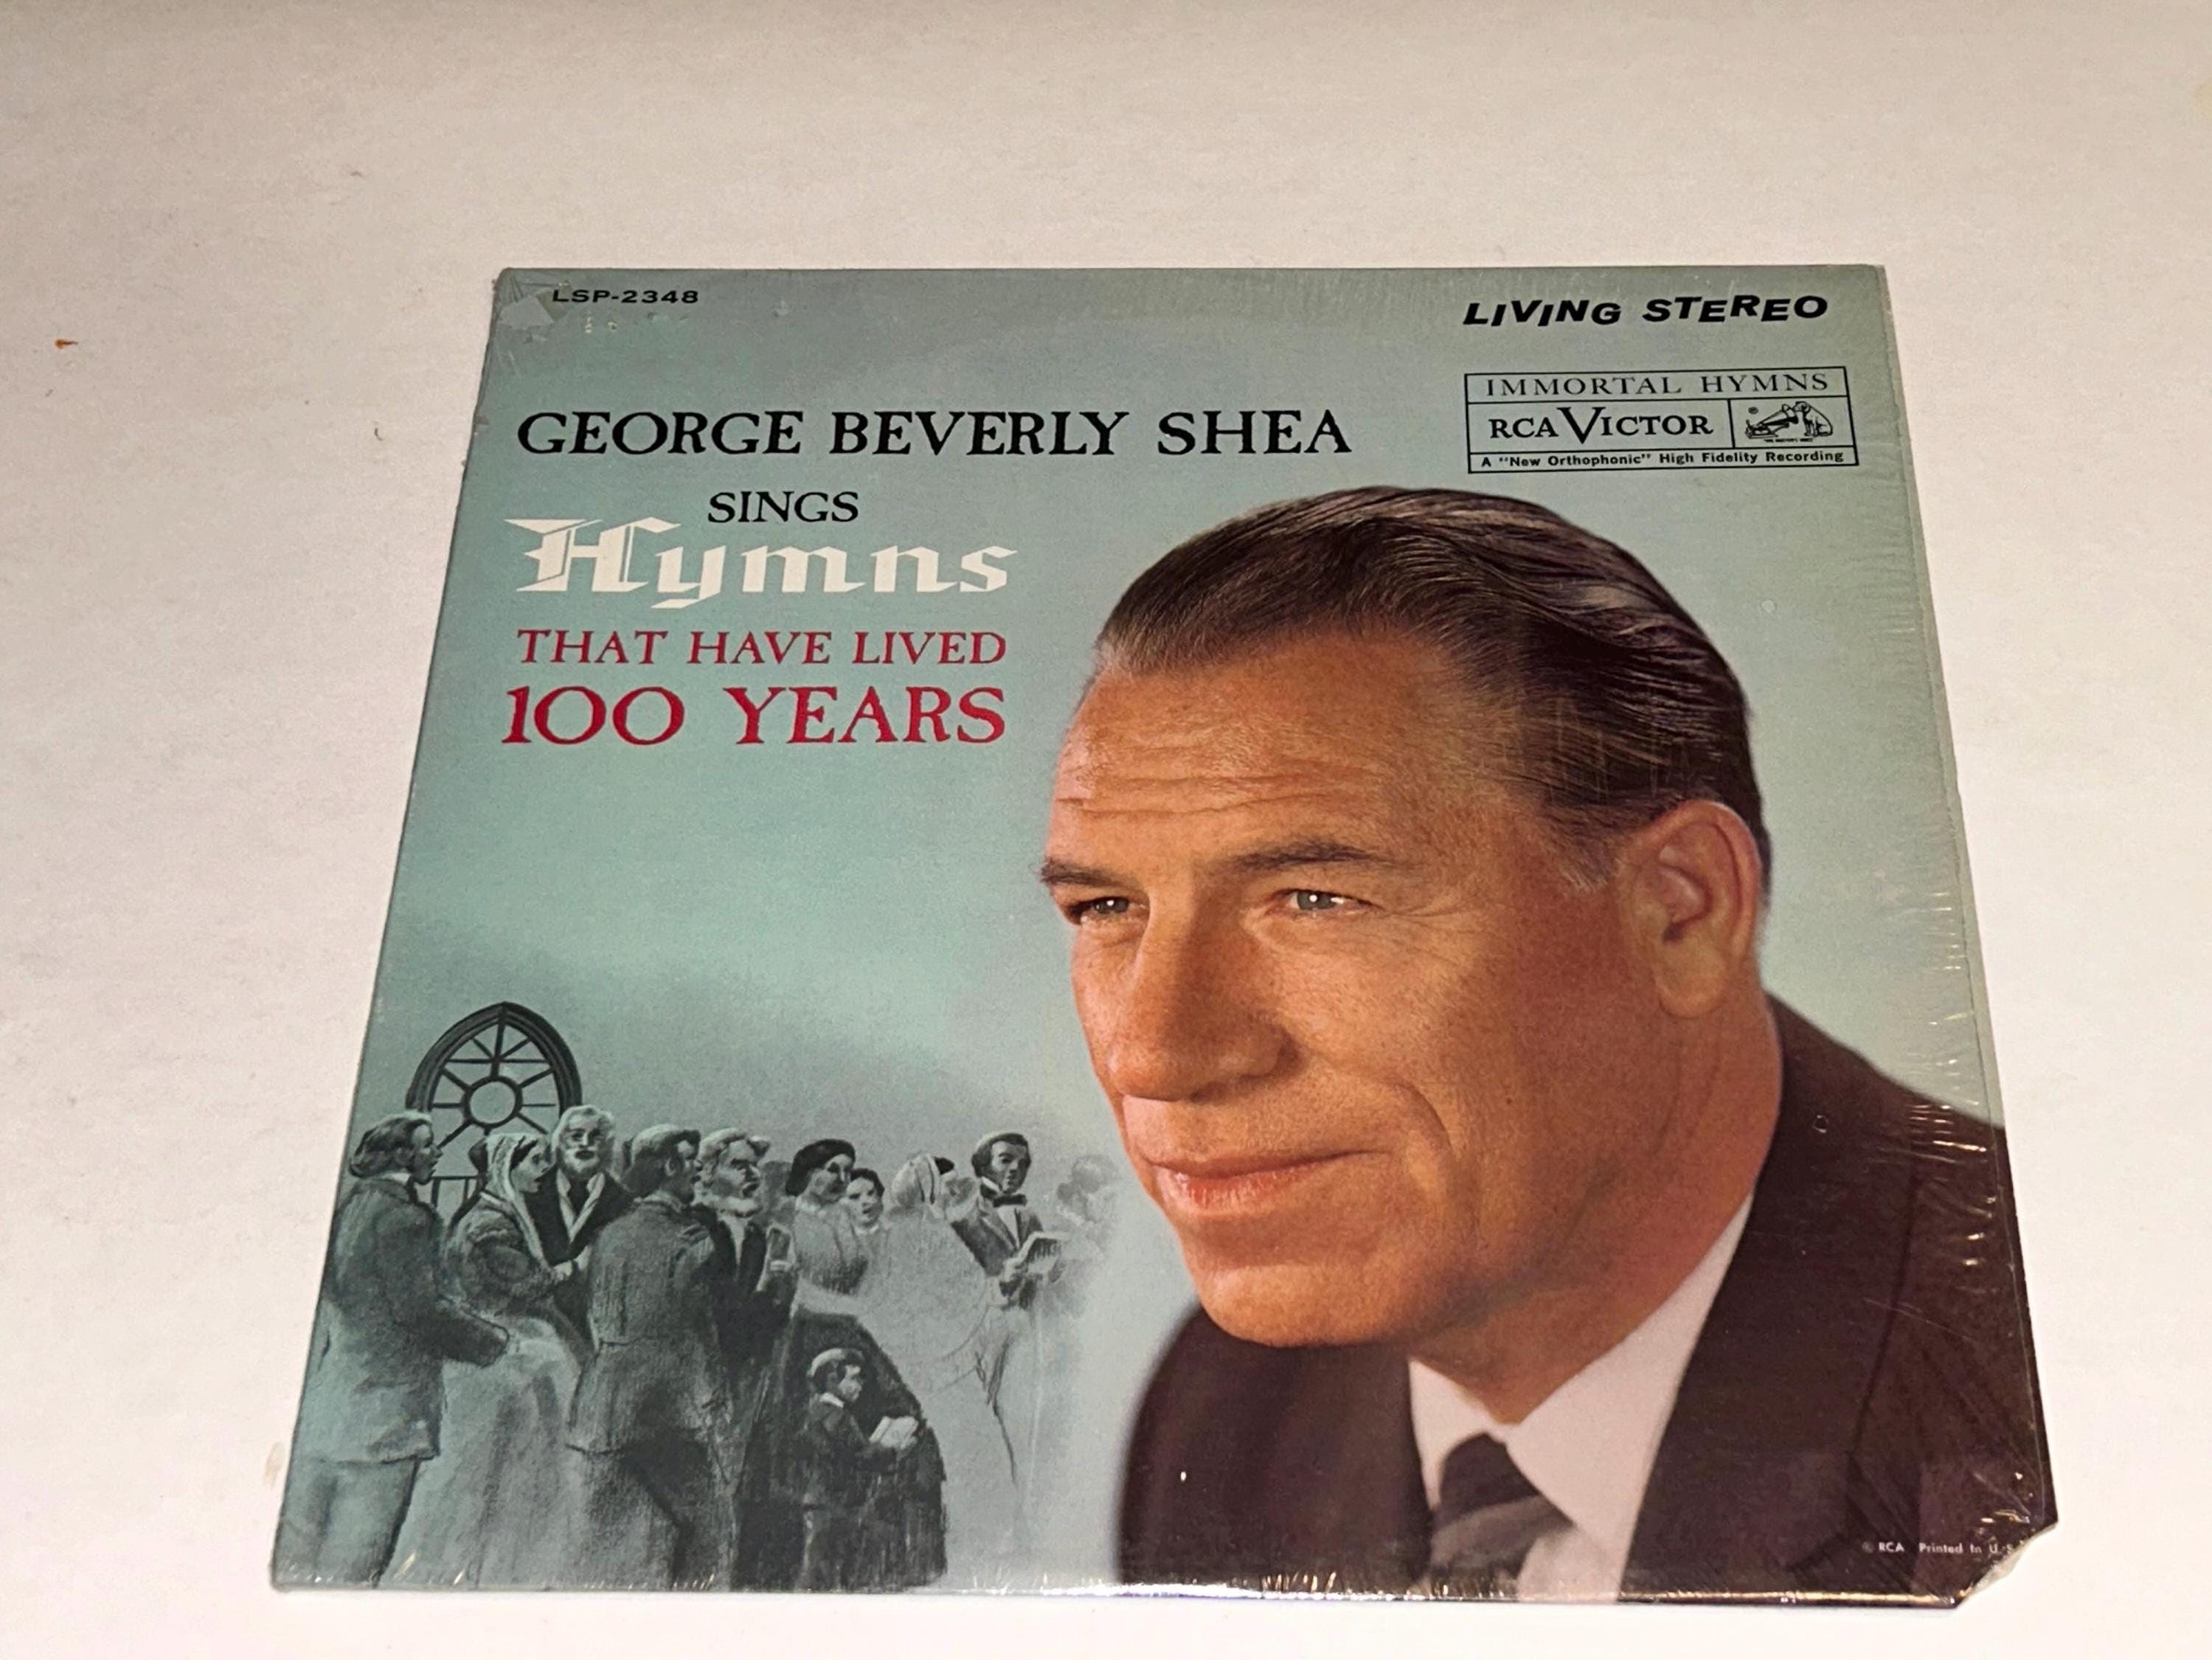 LSP-2348
LIVING STEREO
IMMORTAL HYMNS
RCA VICTOR
A "New Orthophonic" High Fidelity Recording
GEORGE BEVERLY SHEA
SINGS
Hymns
THAT HAVE LIVED
100 YEARS
© RCA Printed in U.S.